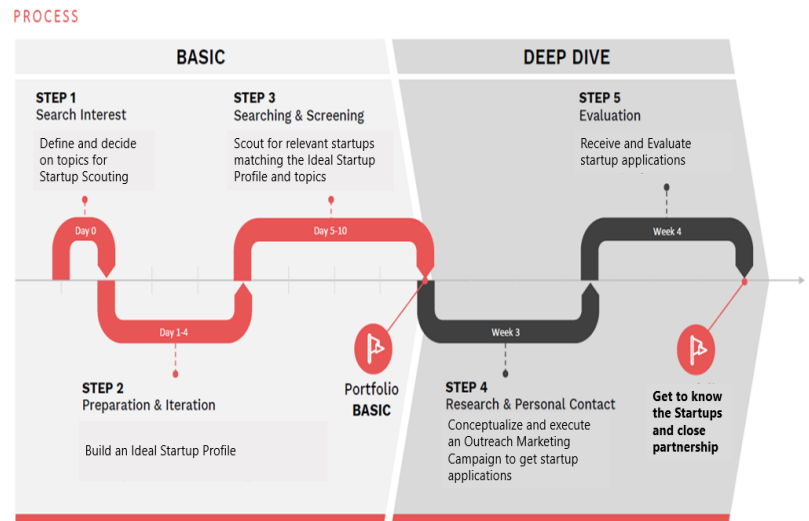 PROCESS
BASIC
DEEP DIVE
STEP 1
Search Interest
Define and decide
on topics for
Startup Scouting
STEP 3
Searching & Screening
Scout for relevant startups
matching the Ideal Startup
Profile and topics
STEP 5
Evaluation
Receive and Evaluate
startup applications
Day 0
Day 5-10
Week 4
Day 1-4
Week 3
STEP 2
Preparation & Iteration
Build an Ideal Startup Profile
Portfolio
BASIC
STEP 4
Research & Personal Contact
Conceptualize and execute
an Outreach Marketing
Campaign to get startup
applications
Get to know
the Startups
and close
partnership